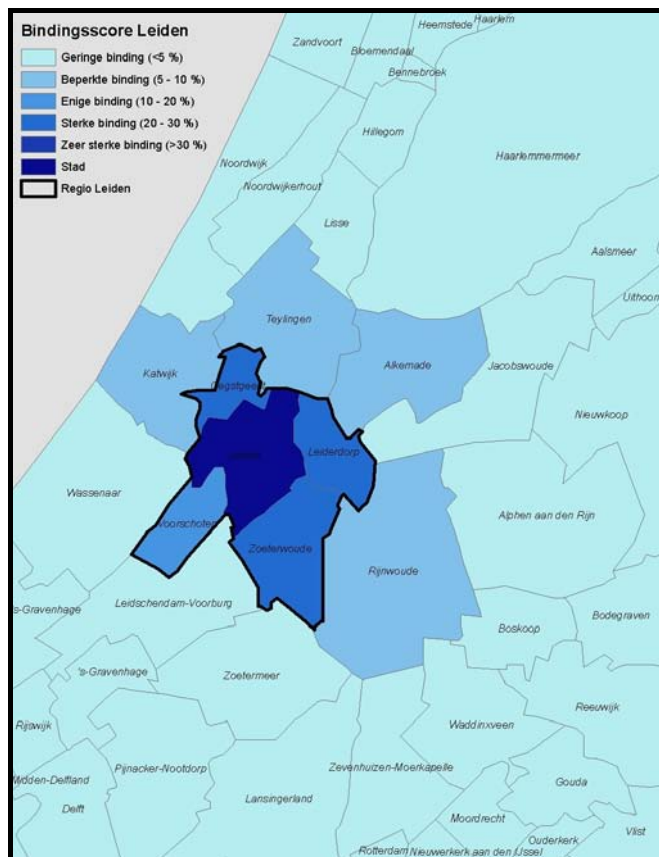 Bindingsscore Leiden
Geringe binding (<5 %)
Beperkte binding (5 - 10 %)
Enige binding (10 - 20 %)
Sterke binding (20 - 30 %)
Zeer sterke binding (>30 %)
Stad
Regio Leiden
Heemstede
Haarlem
Zandvoort
Bloemendaal
Bennebroek
Hillegom
Haarlemmermeer
Noordwijk
Noordwijkerhout
Lisse
Aalsmeer
Uithoorn
Teylingen
Katwijk
Alkemade
Jacobswoude
Oegstgeest
Nieuwkoop
Leiderdorp
Wassenaar
Voorschoten
Alphen aan den Rijn
Zoeterwoude
Rijnwoude
's-Gravenhage
Leidschendam-Voorburg
Boskoop
Bodegraven
's-Gravenhage
Zoetermeer
Reeuwijk
Rijswijk
Waddinxveen
Midden-Delfland
Pijnacker-Nootdorp
Zevenhuizen-Moerkapelle
Gouda
Delft
Lansingerland
Moordrecht
Vlist
Rotterdam
Ouderkerk
Nieuwerkerk aan den IJssel